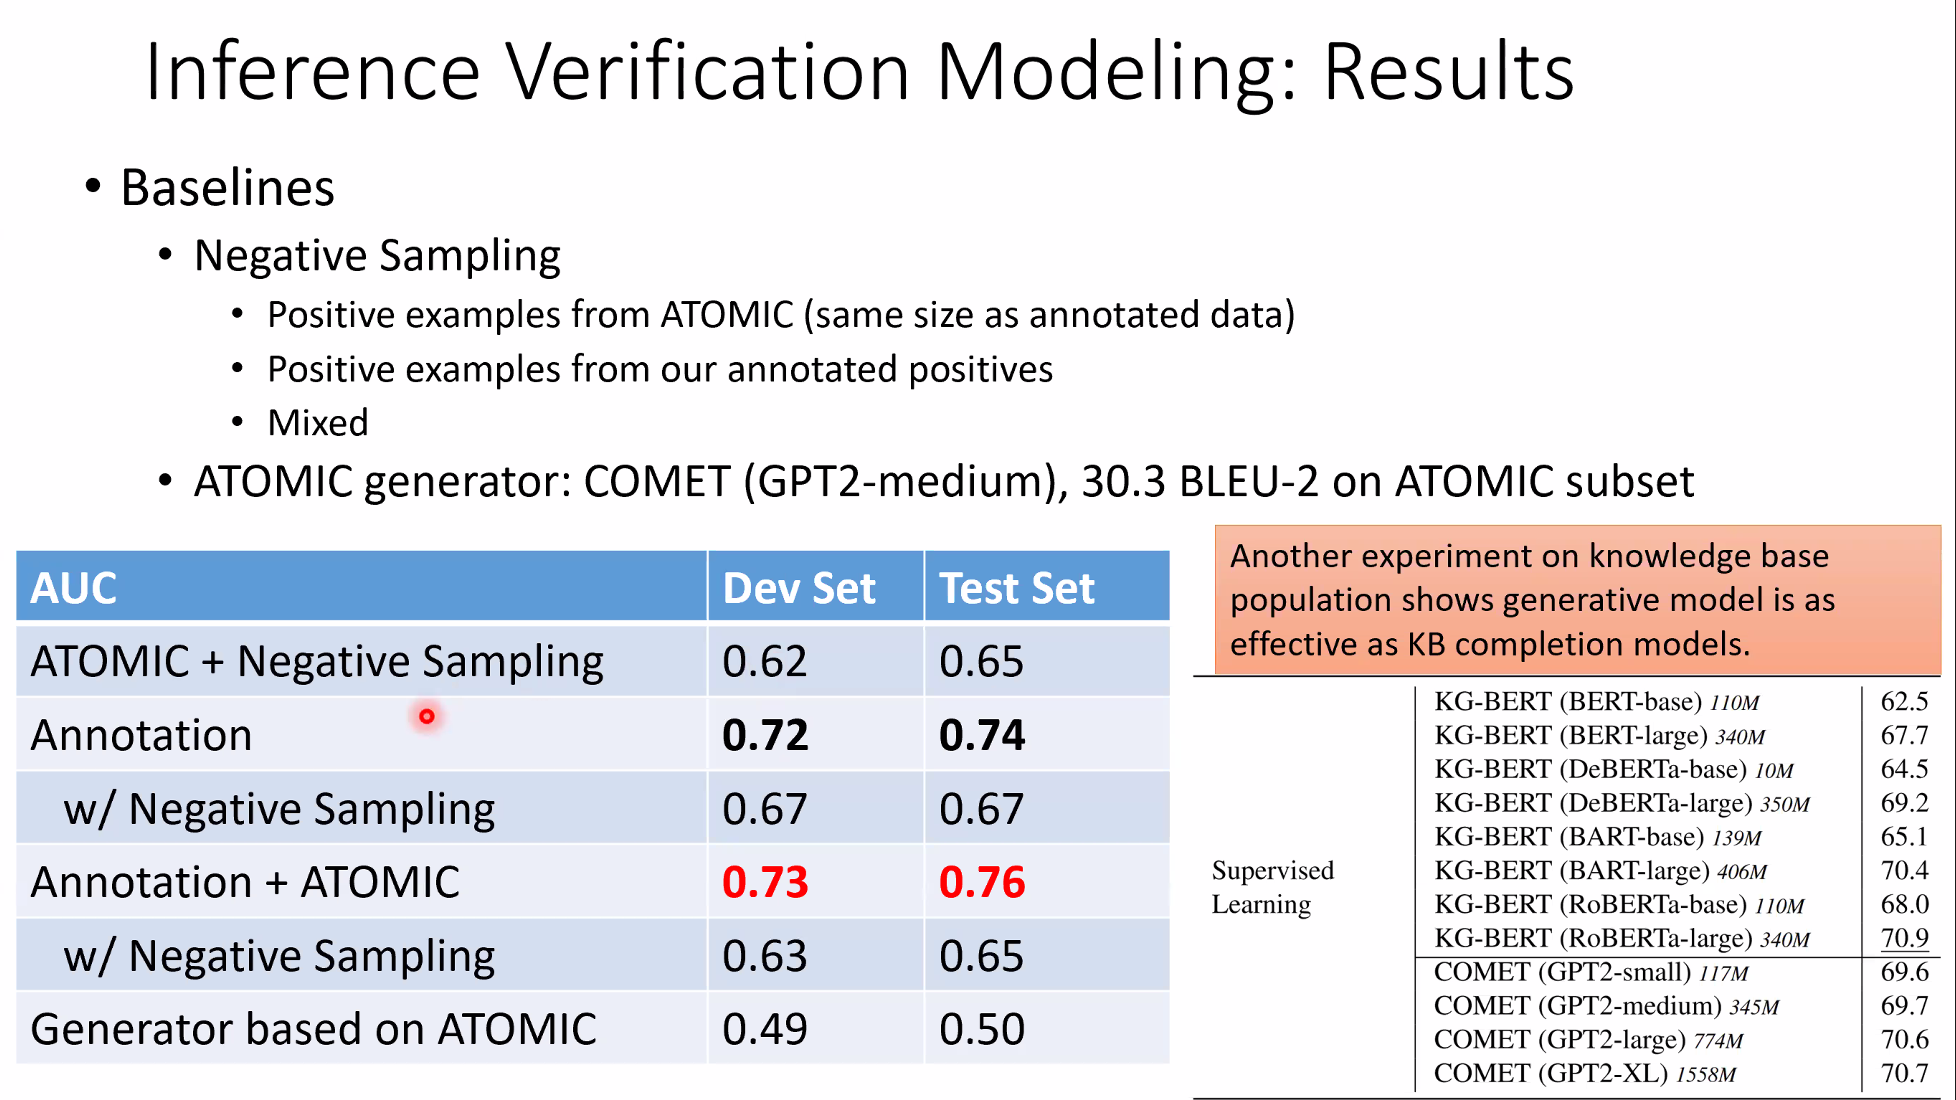 Inference Verification Modeling: Results
• Baselines
• Negative Sampling
• Positive examples from ATOMIC (same size as annotated data)
• Positive examples from our annotated positives
• Mixed
• ATOMIC generator: COMET (GPT2-medium), 30.3 BLEU-2 on ATOMIC subset
AUC Dev Set Test Set
ATOMIC + Negative Sampling 0.62 0.65
Annotation 0.72 0.74
w/ Negative Sampling 0.67 0.67
Annotation + ATOMIC 0.73 0.76
w/ Negative Sampling 0.63 0.65
Generator based on ATOMIC 0.49 0.50
Another experiment on knowledge base
population shows generative model is as
effective as KB completion models.
Supervised
Learning
KG-BERT (BERT-base) 110M 62.5
KG-BERT (BERT-large) 340M 67.7
KG-BERT (DeBERTa-base) 10M 64.5
KG-BERT (DeBERTa-large) 350M 69.2
KG-BERT (BART-base) 139M 65.1
KG-BERT (BART-large) 406M 70.4
KG-BERT (RoBERTa-base) 110M 68.0
KG-BERT (RoBERTa-large) 340M 70.9
COMET (GPT2-small) 117M 69.6
COMET (GPT2-medium) 345M 69.7
COMET (GPT2-large) 774M 70.6
COMET (GPT2-XL) 1558M 70.7